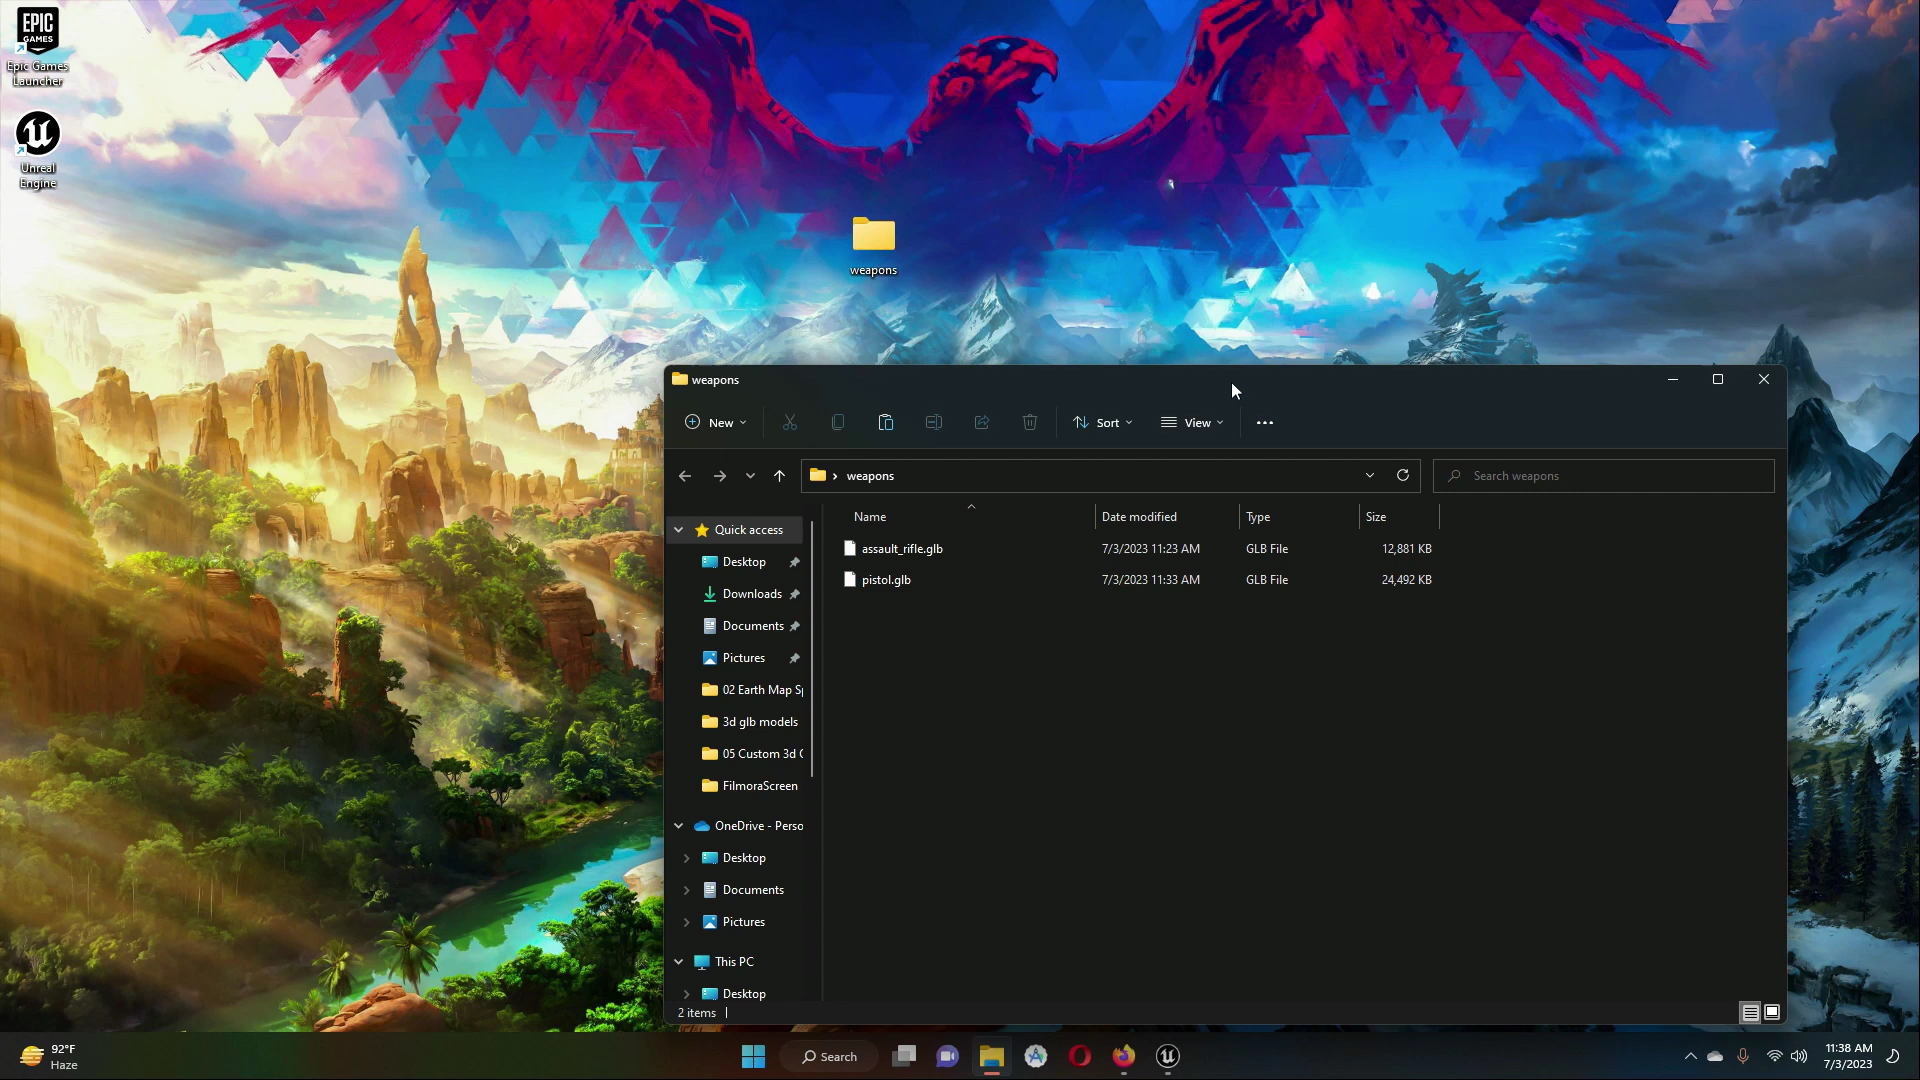 EPIC
GAMES
Epic Games
Launcher
Unreal
Engine
weapons
weapons
New
Sort
View
weapons
Search weapons
Name
Date modified
Type
Size
assault_rifle.glb
7/3/2023 11:23 AM
GLB File
12,881 KB
pistol.glb
7/3/2023 11:33 AM
GLB File
24,492 KB
Quick access
Desktop
Downloads
Documents
Pictures
02 Earth Map Sp
3d glb models
05 Custom 3d
FilmoraScreen
OneDrive - Perso
Desktop
Documents
Pictures
This PC
Desktop
2 items
92°F
Haze
Search
11:38 AM
7/3/2023